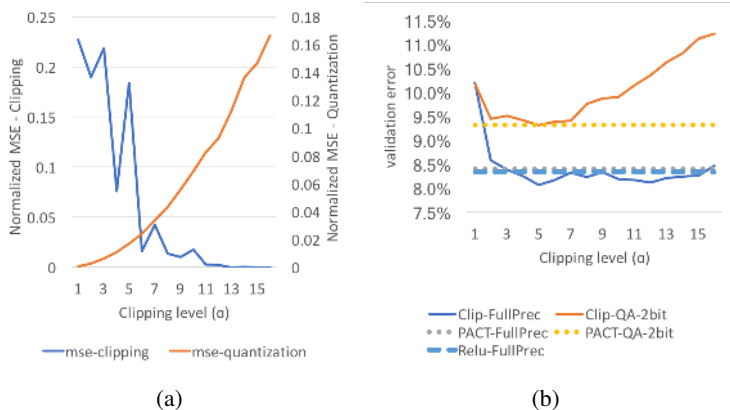 0.25
0.2
0.15
0.1
0.05
0
Normalized MSE - Clipping
0.18
0.16
0.14
0.12
0.1
0.08
0.06
0.04
0.02
0
Normalized MSE - Quantization
1 3 5 7 9 11 13 15
Clipping level (α)
mse-clipping mse-quantization
(a)
11.5%
11.0%
10.5%
10.0%
9.5%
9.0%
8.5%
8.0%
7.5%
validation error
1 3 5 7 9 11 13 15
Clipping level (α)
Clip-FullPrec Clip-QA-2bit
PACT-FullPrec PACT-QA-2bit
Relu-FullPrec
(b)